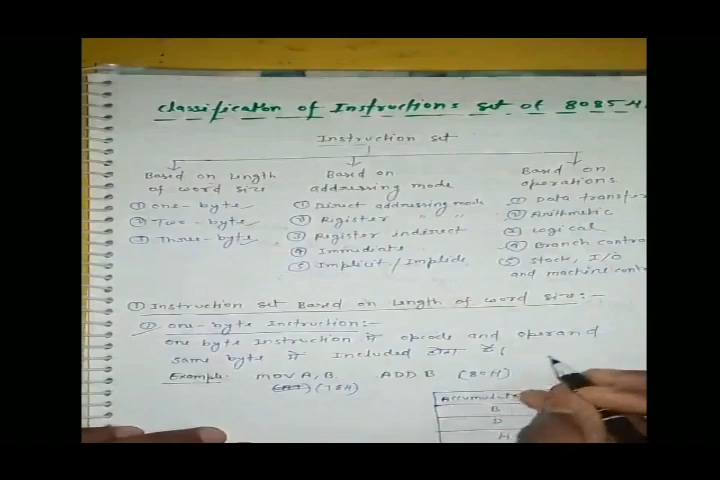 Classification of Instructions set of 8085 M
Instruction set
Based on length
of word size
① one-byte
② Two-byte
③ Three-byte
Based on
addressing mode
① Direct addressing mode
② Register " "
③ Register indirect
④ Immediate
⑤ Implicit/Implide
Based on
operations
① Data transfer
② Arithmetic
③ Logical
④ Branch contro
⑤ Stack, I/O
and machine contr
① Instruction set Based on length of word size:-
① one-byte Instruction:-
one byte Instruction में opcode and operand
same byte में Included होता है।
Example- MOV A, B ADD B (80H)
(78H)
Accumulato
B
D
H